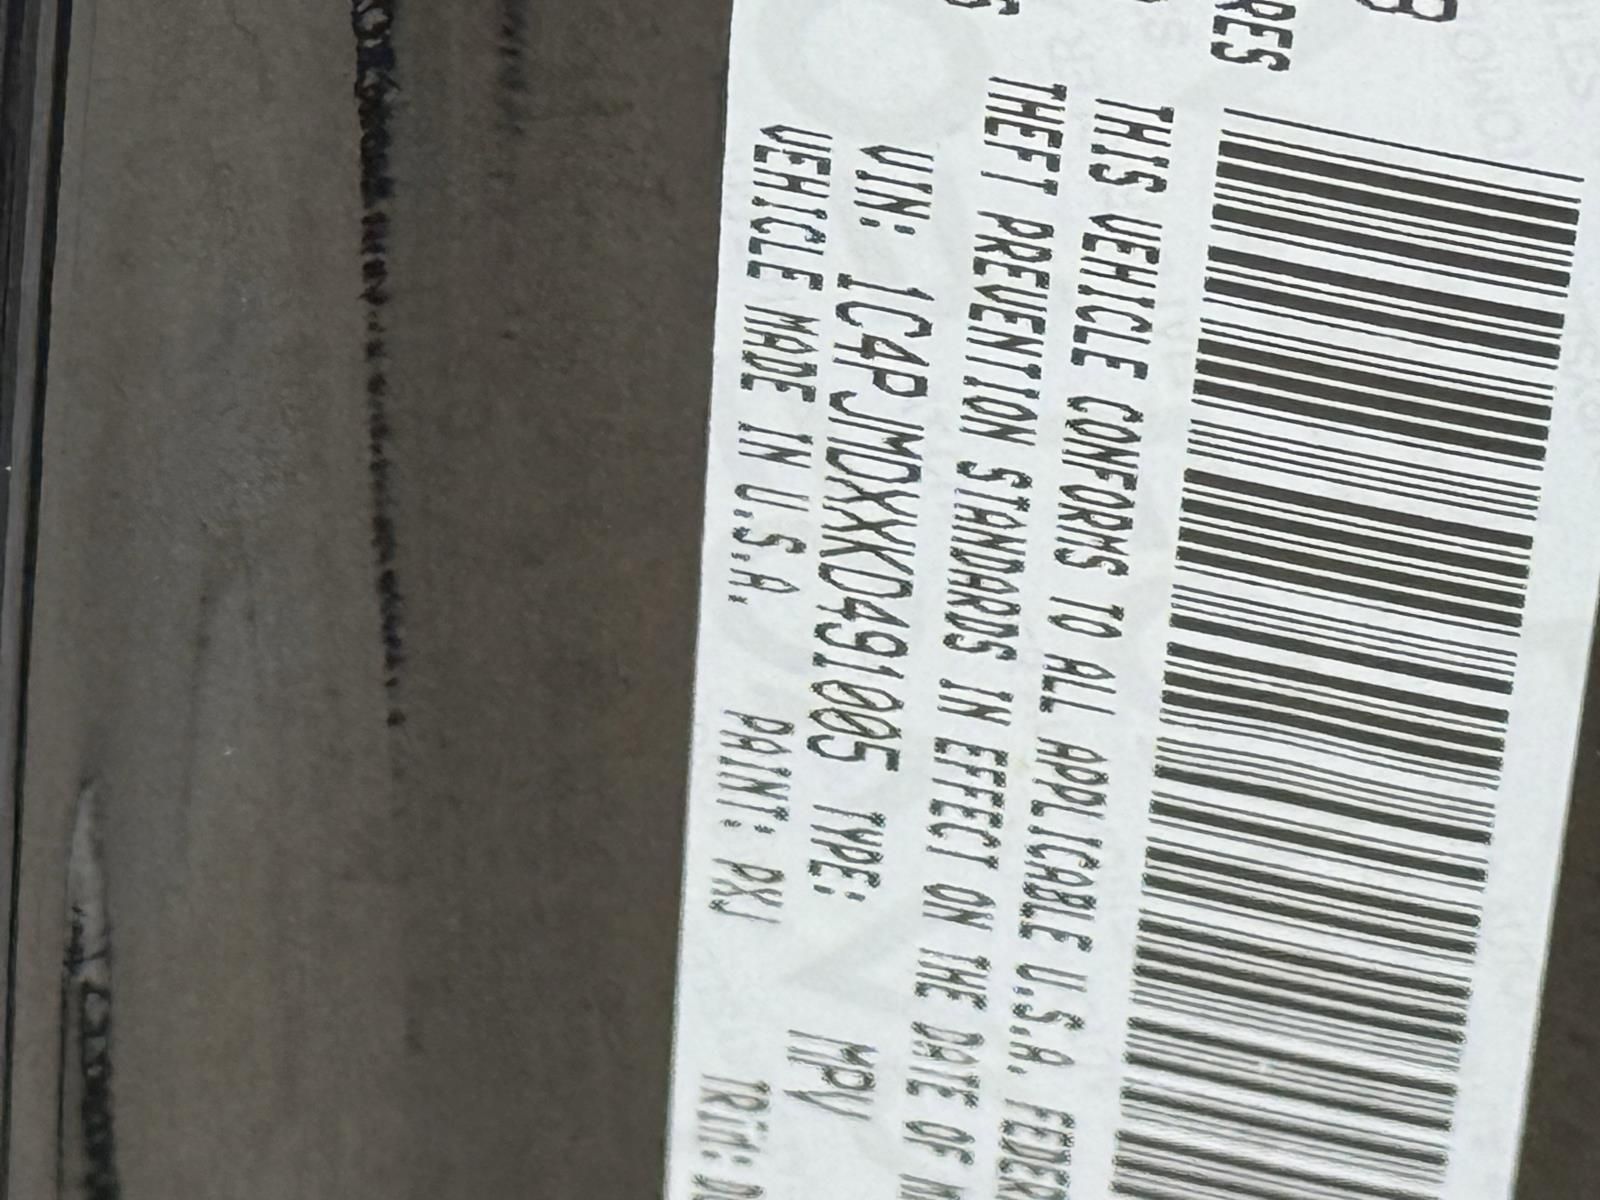 THIS VEHICLE CONFORMS TO ALL APPLICABLE U.S.A.
THEFT PREVENTION STANDARDS IN EFFECT ON THE DATE OF
VIN: 1C4PJMDXXKD491005 TYPE: MPV
VEHICLE MADE IN U.S.A. PAINT: PXJ TRIM: